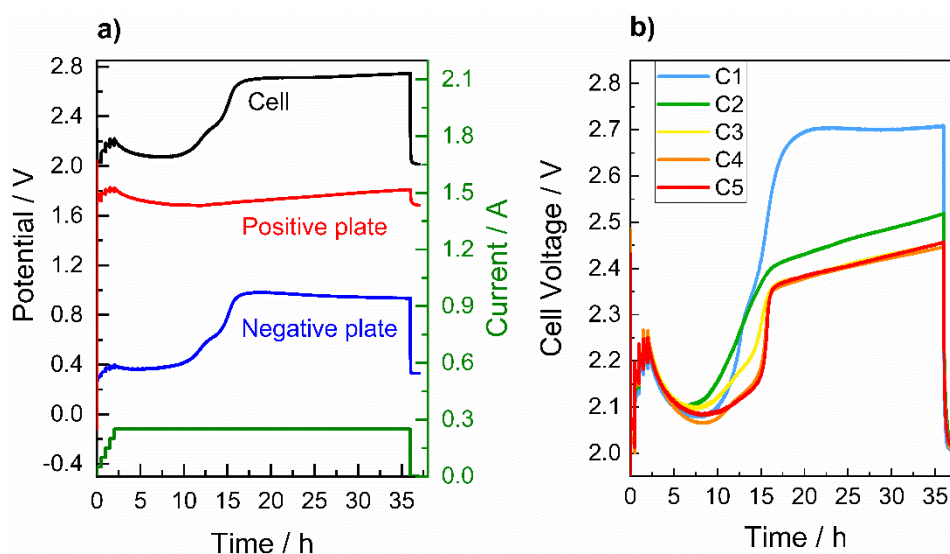 a)
2.8
2.4
2.0
1.6
1.2
0.8
0.4
0.0
-0.4
Potential / V
Cell
Positive plate
Negative plate
2.1
1.8
1.5
1.2
0.9
0.6
0.3
0.0
Current / A
0 5 10 15 20 25 30 35
Time / h
b)
2.8
2.7
2.6
2.5
2.4
2.3
2.2
2.1
2.0
Cell Voltage / V
C1
C2
C3
C4
C5
0 5 10 15 20 25 30 35
Time / h